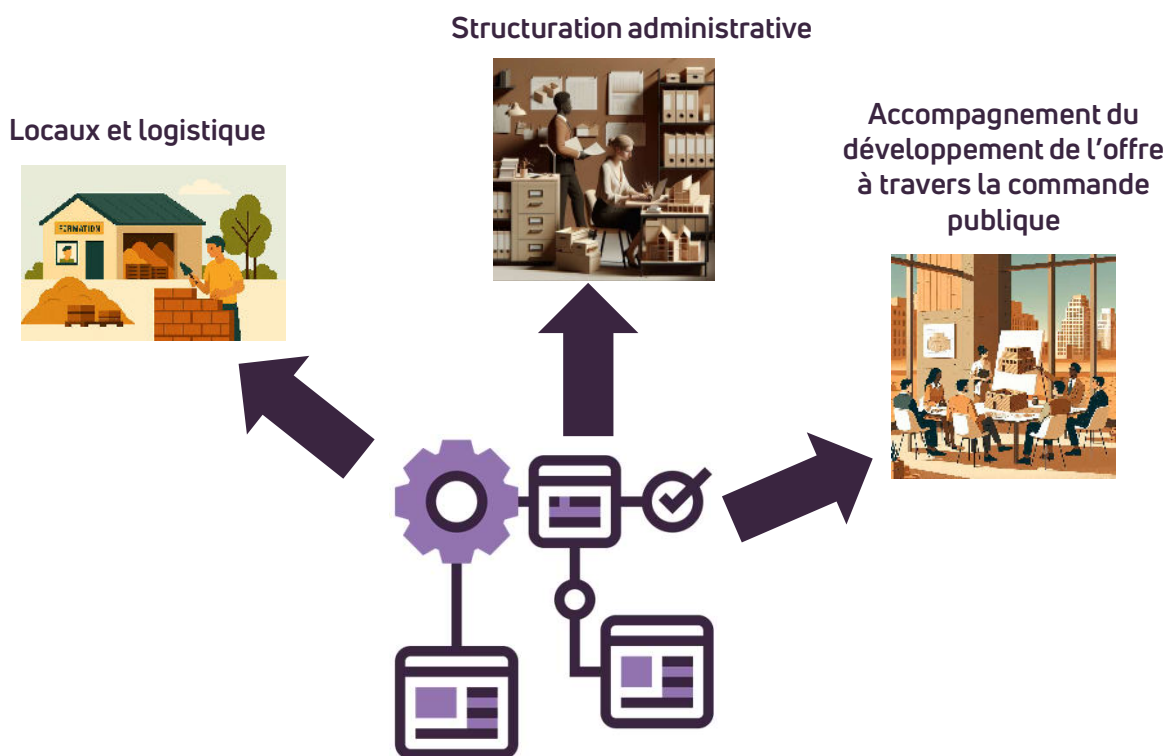 Structuration administrative
Locaux et logistique
FORMATION
Accompagnement du
développement de l’offre
à travers la commande
publique